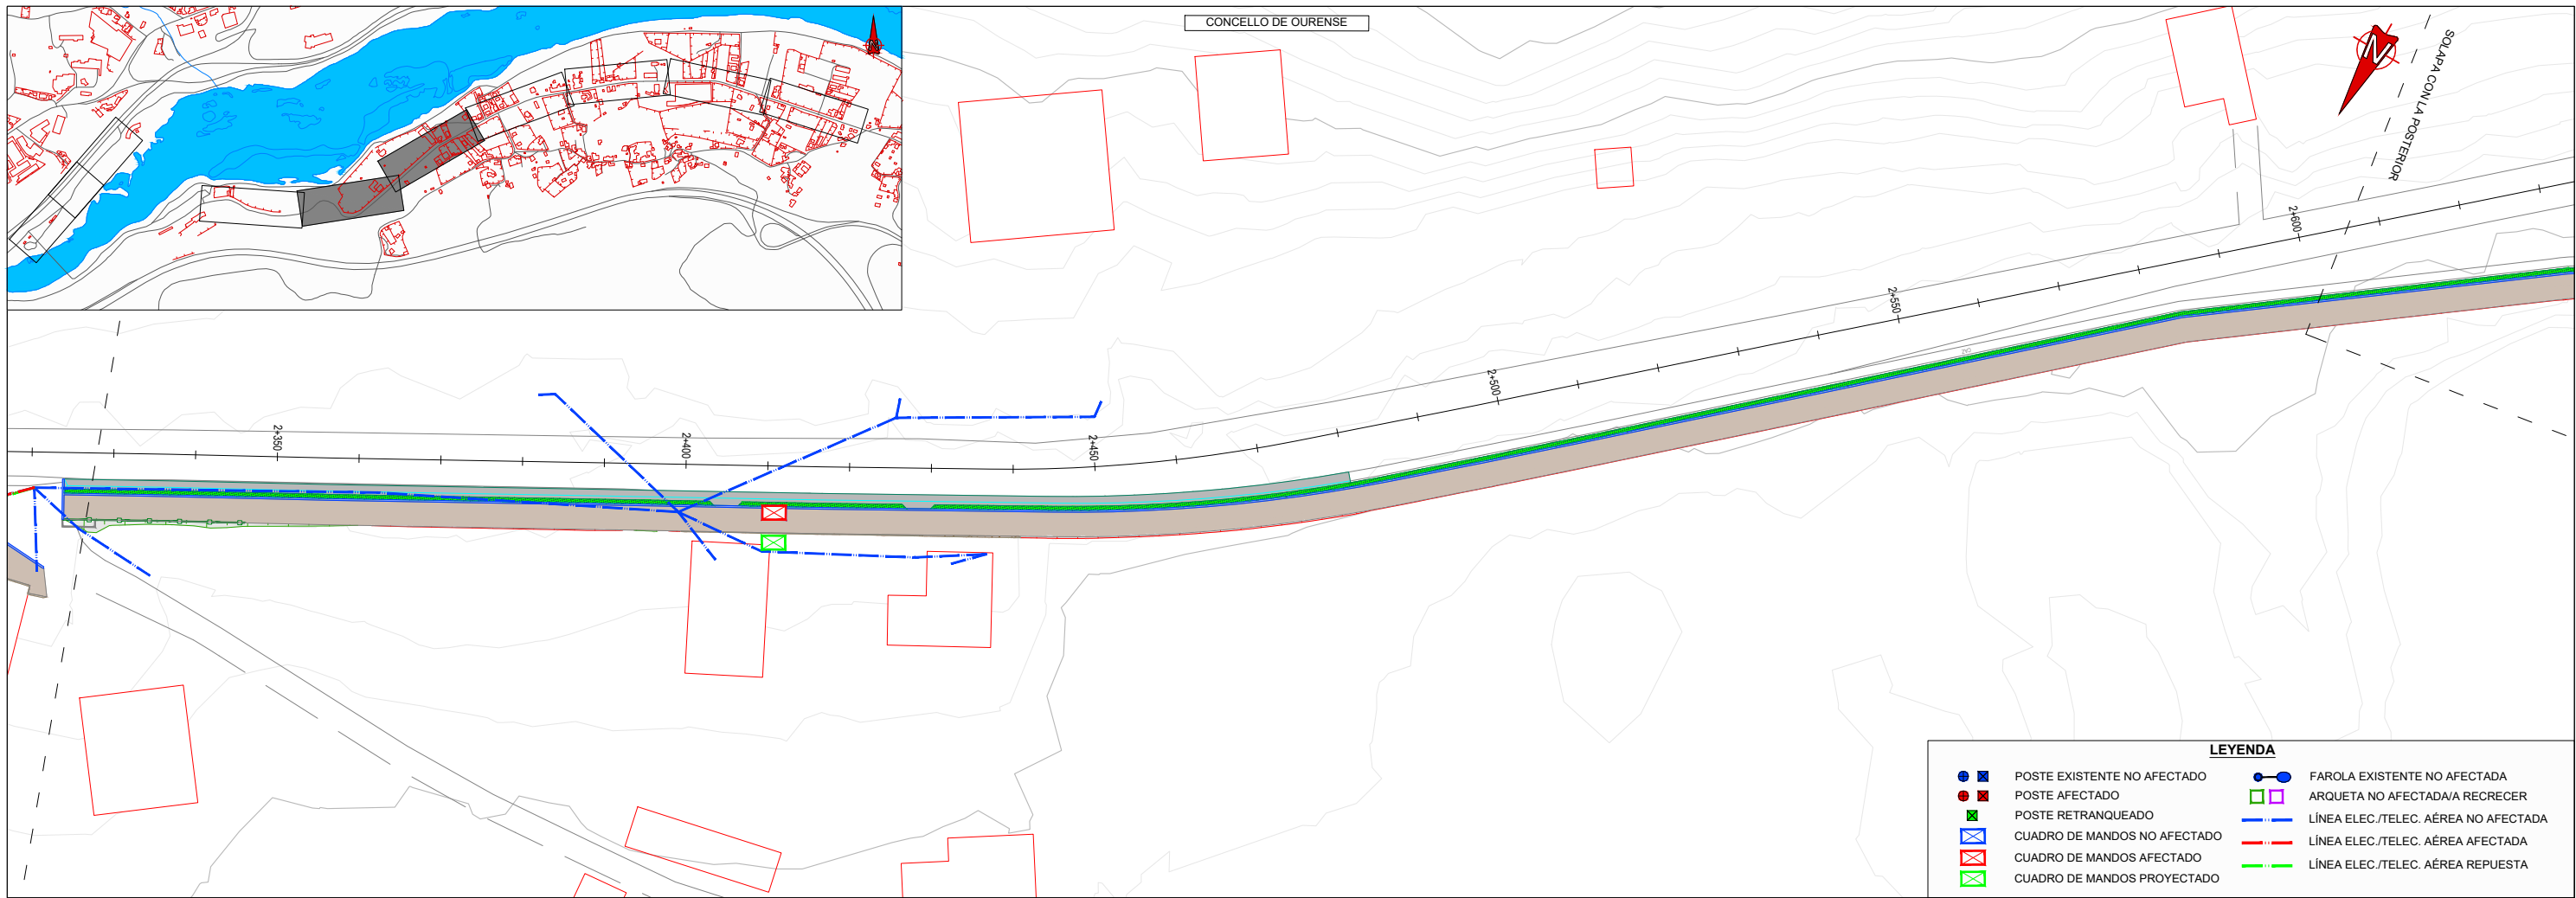 CONCELLO DE OURENSE
N
N
SOLAPA CON LA POSTERIOR
2+350
2+400
2+450
2+500
2+550
2+600
LEYENDA
POSTE EXISTENTE NO AFECTADO
POSTE AFECTADO
POSTE RETRANQUEADO
CUADRO DE MANDOS NO AFECTADO
CUADRO DE MANDOS AFECTADO
CUADRO DE MANDOS PROYECTADO
FAROLA EXISTENTE NO AFECTADA
ARQUETA NO AFECTADA/A RECRECER
LÍNEA ELEC./TELEC. AÉREA NO AFECTADA
LÍNEA ELEC./TELEC. AÉREA AFECTADA
LÍNEA ELEC./TELEC. AÉREA REPUESTA